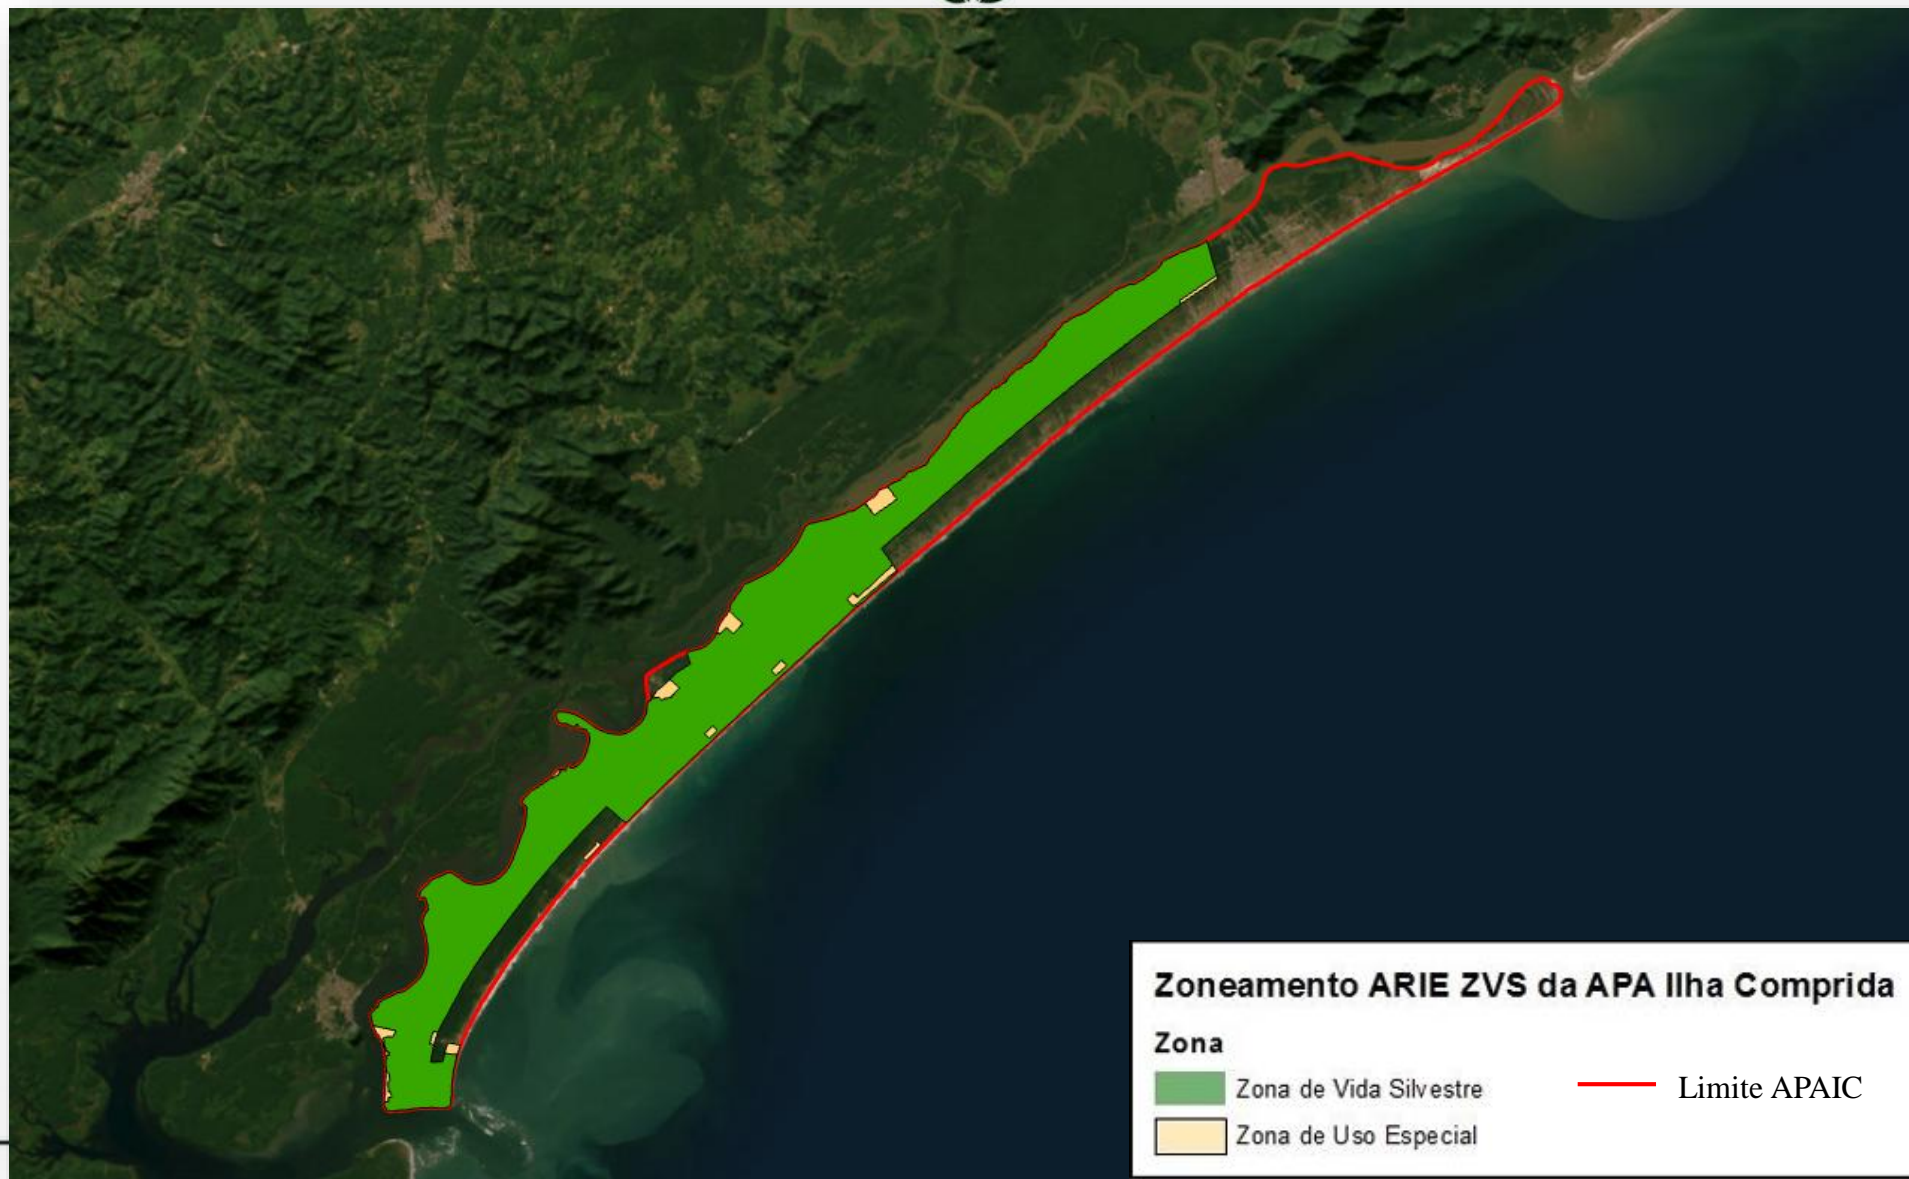 Zoneamento ARIE ZVS da APA Ilha Comprida
Zona
Zona de Vida Silvestre
Limite APAIC
Zona de Uso Especial